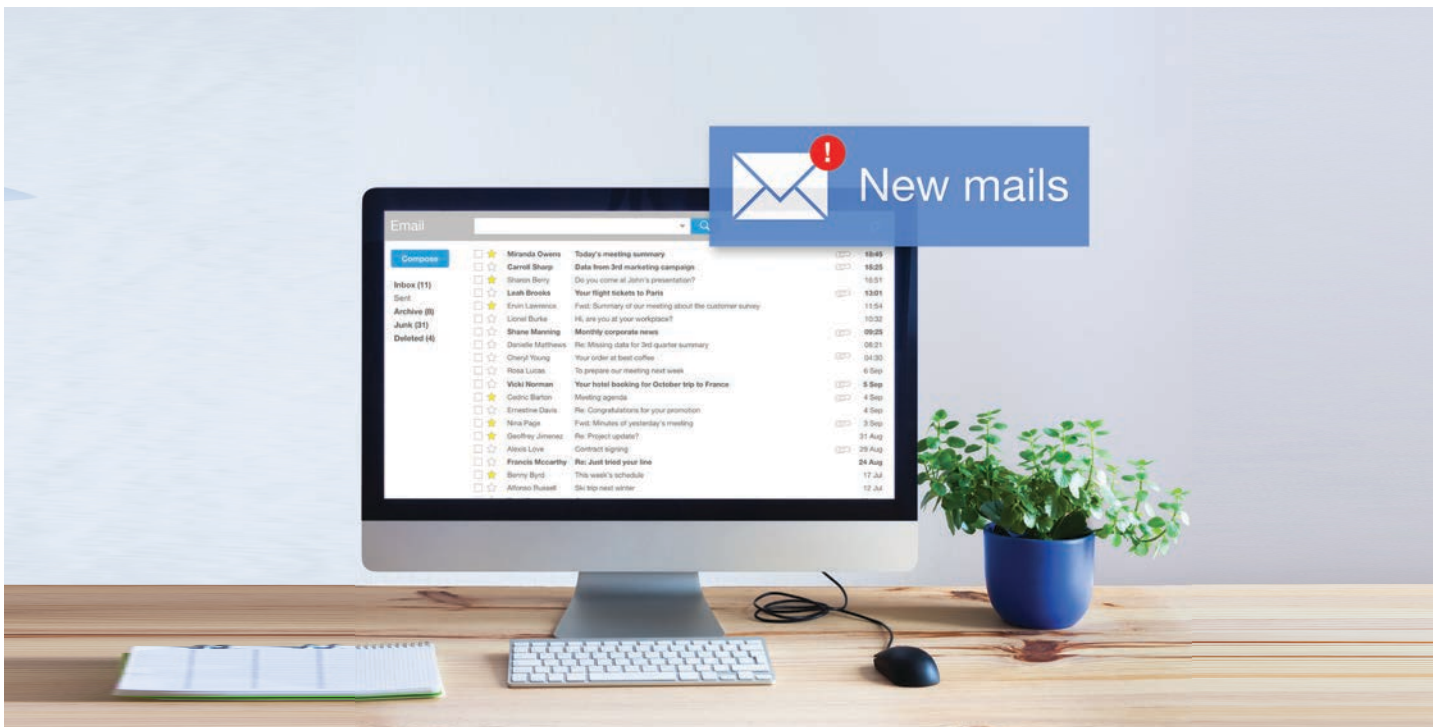 New mails
Email
Compose
Inbox (11)
Sent
Archive (8)
Junk (31)
Deleted (4)
Miranda Owens Today's meeting summary 18:45
Carroll Sharp Data from 3rd marketing campaign 18:25
Sharon Berry Do you come at John's presentation? 16:51
Leah Brooks Your flight tickets to Paris 13:01
Ervin Lawrence Fwd: Summary of our meeting about the customer survey 11:54
Lionel Burke Hi, are you at your workplace? 10:32
Shane Manning Monthly corporate news 09:25
Danielle Matthews Re: Missing data for 3rd quarter summary 08:21
Cheryl Young Your order at best coffee 04:30
Rosa Lucas To prepare our meeting next week 6 Sep
Vicki Norman Your hotel booking for October trip to France 5 Sep
Cedric Barton Meeting agenda 4 Sep
Ernestine Davis Re: Congratulations for your promotion 4 Sep
Nina Page Fwd: Minutes of yesterday's meeting 3 Sep
Geoffrey Jimenez Re: Project update? 31 Aug
Alexis Love Contract signing 29 Aug
Francis Mccarthy Re: Just tried your line 24 Aug
Benny Byrd This week's schedule 17 Jul
Alfonso Russell Ski trip next winter 12 Jul